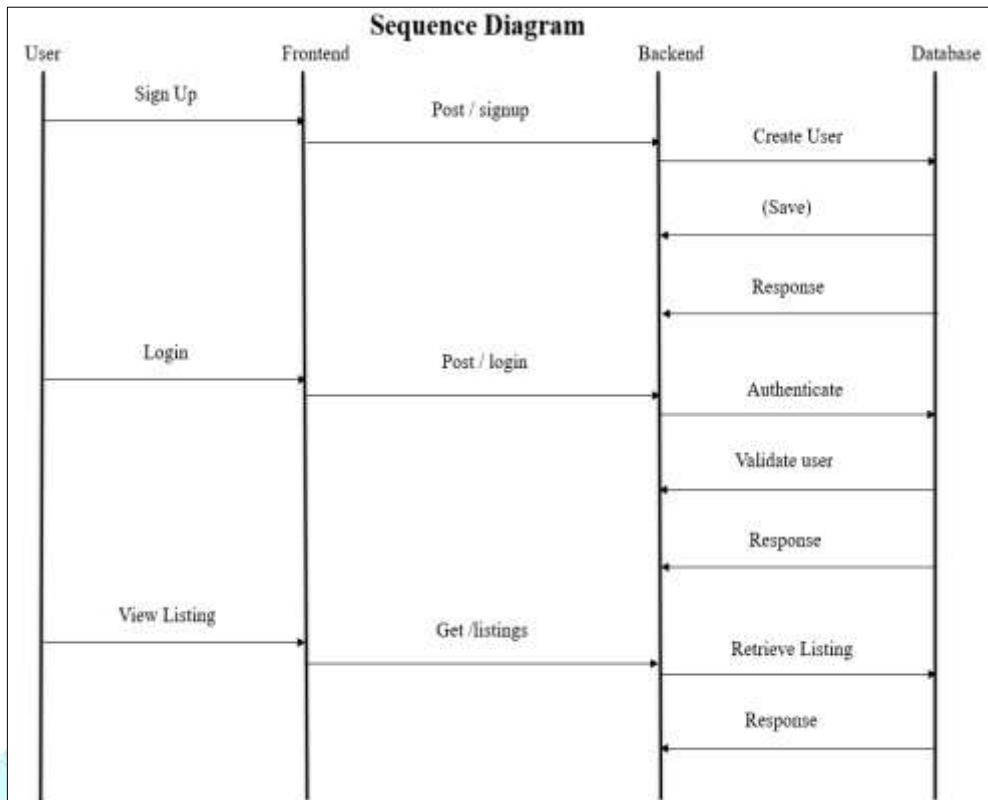 Sequence Diagram
User Frontend Backend Database
Sign Up
Post / signup
Create User
(Save)
Response
Login
Post / login
Authenticate
Validate user
Response
View Listing
Get /listings
Retrieve Listing
Response